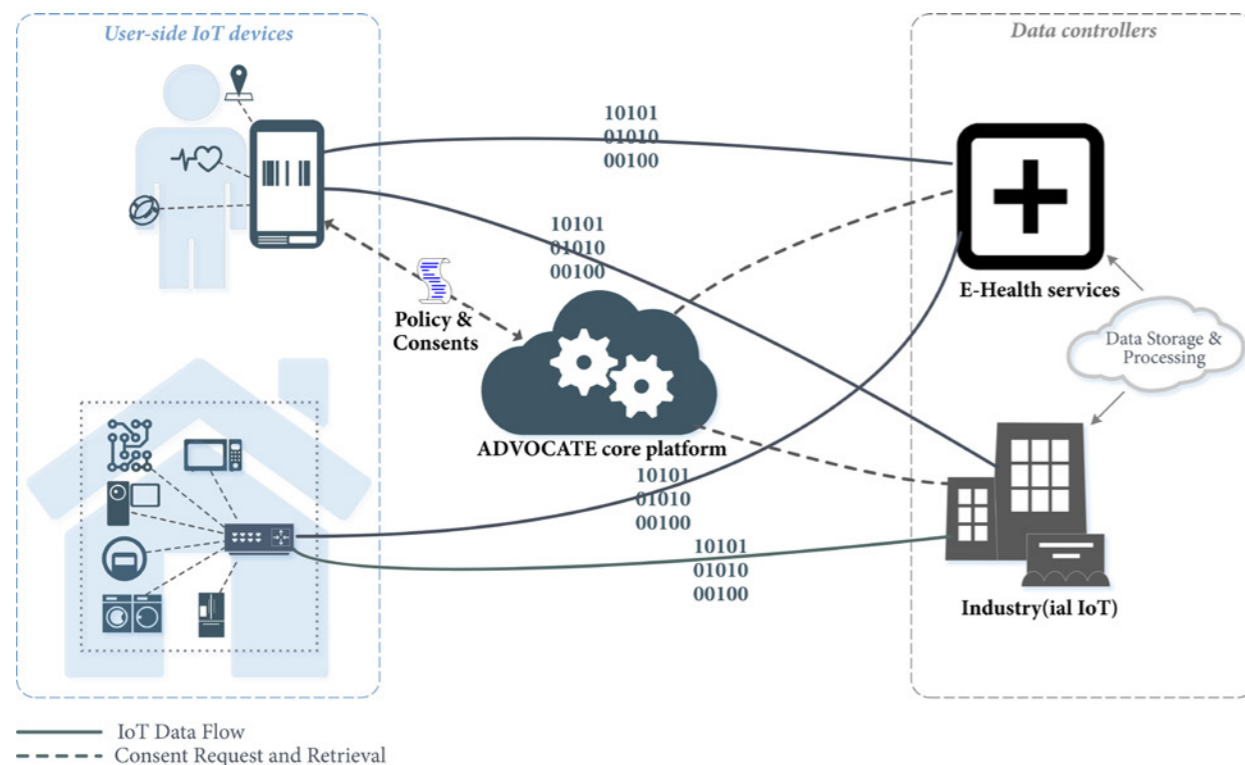 User-side IoT devices
Data controllers
10101
01010
00100
10101
01010
00100
Policy &
Consents
E-Health services
Data Storage &
Processing
ADVOCATE core platform
10101
01010
00100
10101
01010
00100
Industry(ial IoT)
IoT Data Flow
Consent Request and Retrieval